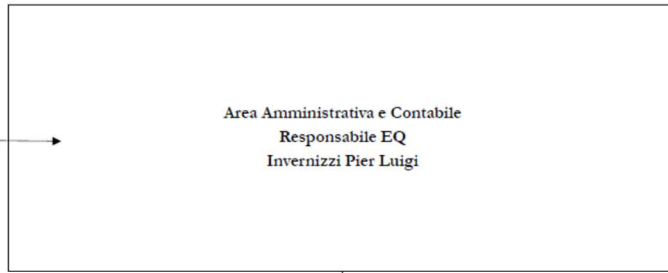 Area Amministrativa e Contabile
Responsabile EQ
Invernizzi Pier Luigi